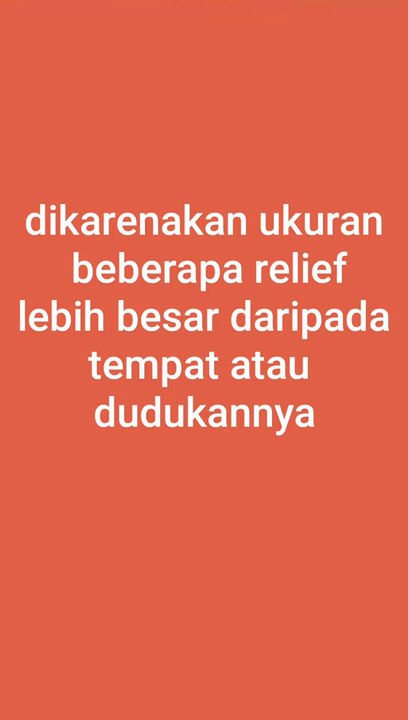 dikarenakan ukuran
beberapa relief
lebih besar daripada
tempat atau
dudukannya